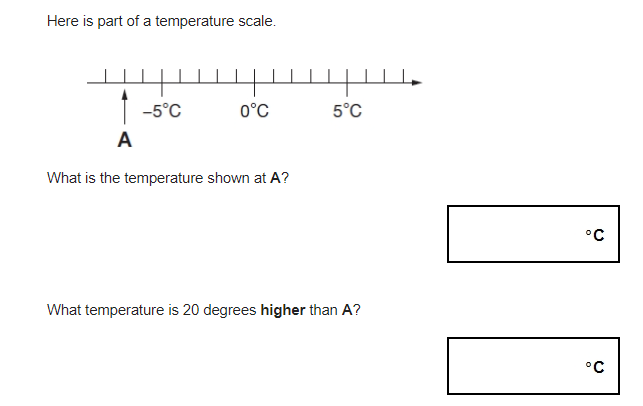 Here is part of a temperature scale.
–5°C 0°C 5°C
A
What is the temperature shown at A?
°C
What temperature is 20 degrees higher than A?
°C